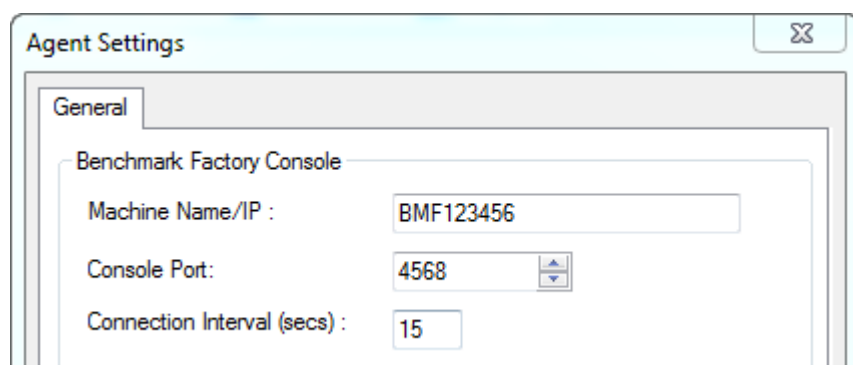 Agent Settings
General
Benchmark Factory Console
Machine Name/IP : BMF123456
Console Port: 4568
Connection Interval (secs) : 15